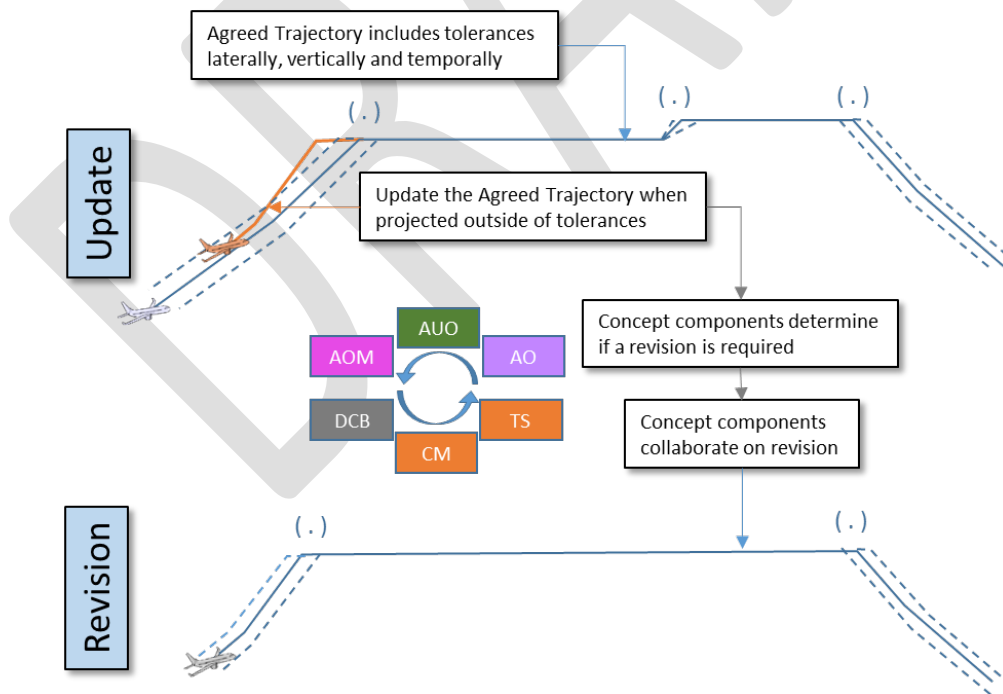 Agreed Trajectory includes tolerances
laterally, vertically and temporally
(.)
(.)
(.)
Update
Update the Agreed Trajectory when
projected outside of tolerances
Concept components determine
if a revision is required
AUO
AOM
AO
DCB
TS
CM
Concept components
collaborate on revision
Revision
(.)
(.)
DRA